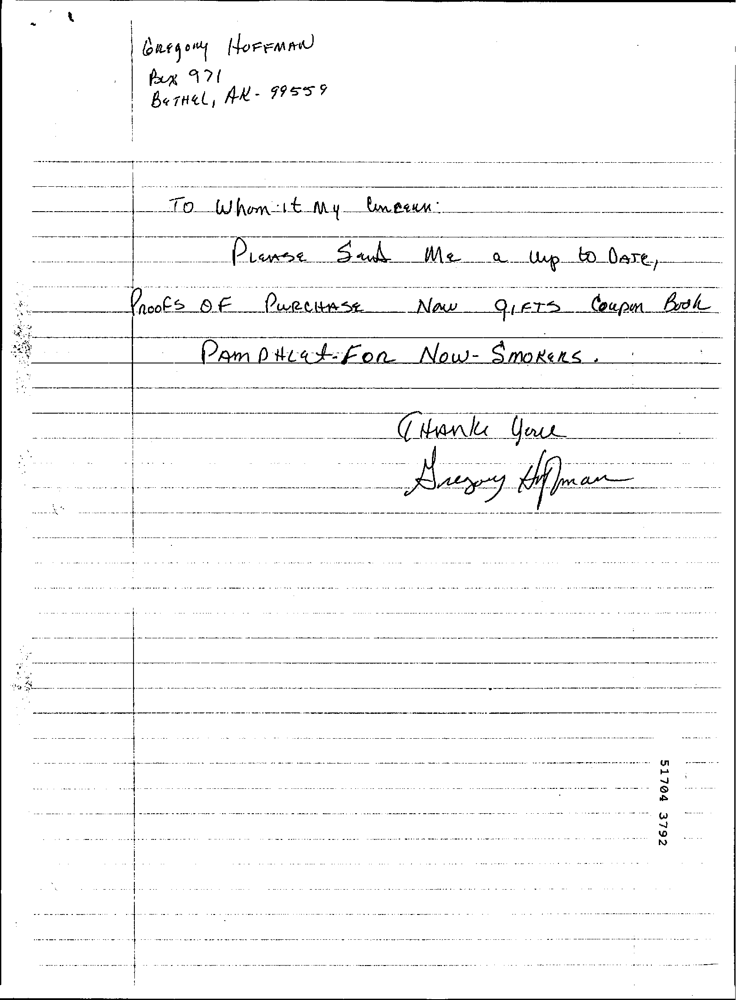 Gregory HOFFMAN
Box 971
BETHEL, AK - 99559
To Whom it My Concern:
Please Send Me a up to DATE,
Proofs OF PURCHASE Now gIFTS Coupon Book
PAMPHLet-FOR Now-SMOKERS.
THANK You
Gregory Hoffman
51704 3792